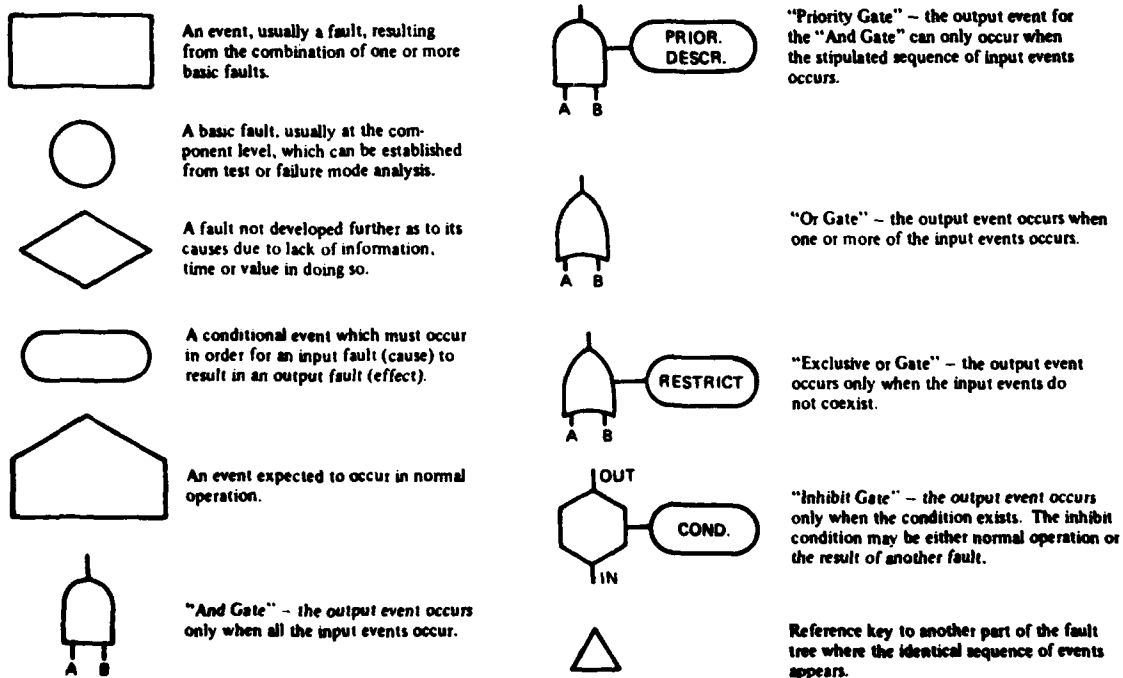 An event, usually a fault, resulting
from the combination of one or more
basic faults.
A basic fault, usually at the com-
ponent level, which can be established
from test or failure mode analysis.
A fault not developed further as to its
causes due to lack of information,
time or value in doing so.
A conditional event which must occur
in order for an input fault (cause) to
result in an output fault (effect).
An event expected to occur in normal
operation.
"And Gate" – the output event occurs
only when all the input events occur.
A B
PRIOR.
DESCR.
A B
"Priority Gate" – the output event for
the "And Gate" can only occur when
the stipulated sequence of input events
occurs.
A B
"Or Gate" – the output event occurs when
one or more of the input events occurs.
RESTRICT
A B
"Exclusive or Gate" – the output event
occurs only when the input events do
not coexist.
OUT
COND.
IN
"Inhibit Gate" – the output event occurs
only when the condition exists. The inhibit
condition may be either normal operation or
the result of another fault.
Reference key to another part of the fault
tree where the identical sequence of events
appears.